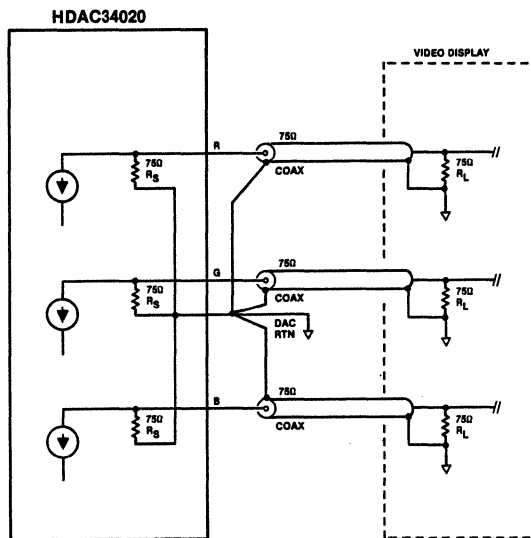 HDAC34020
VIDEO DISPLAY
R
75Ω
75Ω
RS
COAX
75Ω
RL
G
75Ω
75Ω
RS
COAX
75Ω
RL
DAC
RTN
B
75Ω
75Ω
RS
COAX
75Ω
RL